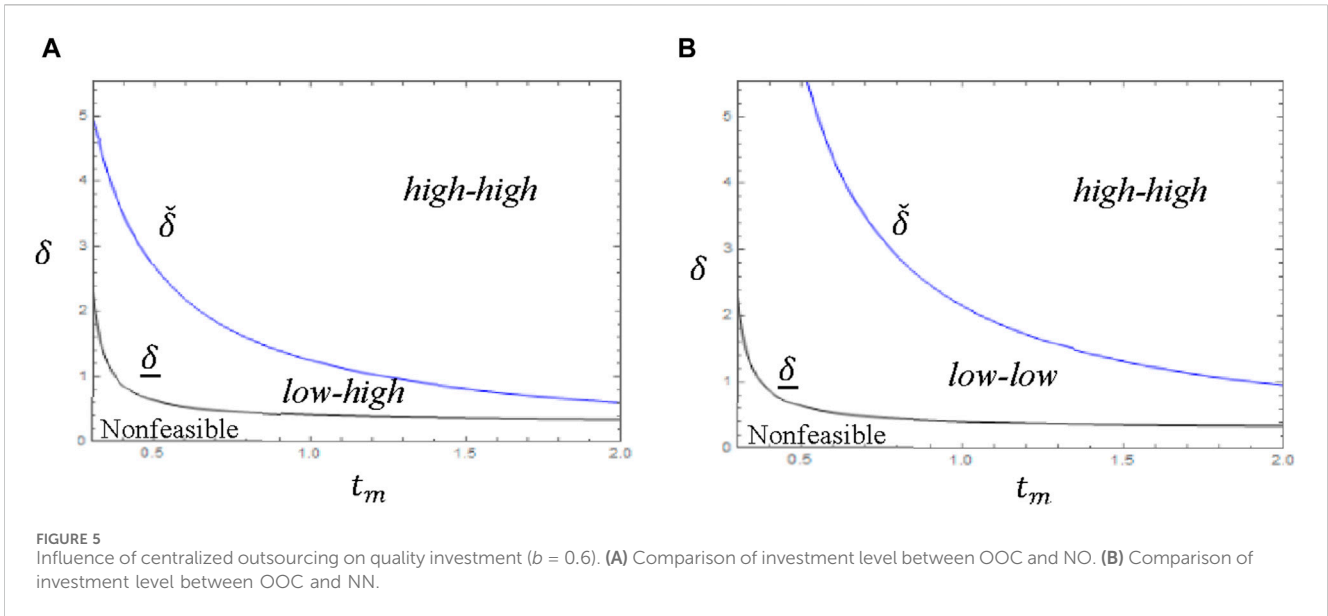 A
B
5
4
3
2
1
0
δ
δ̌
δ̲
high-high
low-high
Nonfeasible
0.5
1.0
1.5
2.0
t_m
5
4
3
2
1
0
δ
δ̌
δ̲
high-high
low-low
Nonfeasible
0.5
1.0
1.5
2.0
t_m
FIGURE 5
Influence of centralized outsourcing on quality investment (b = 0.6). (A) Comparison of investment level between OOC and NO. (B) Comparison of
investment level between OOC and NN.